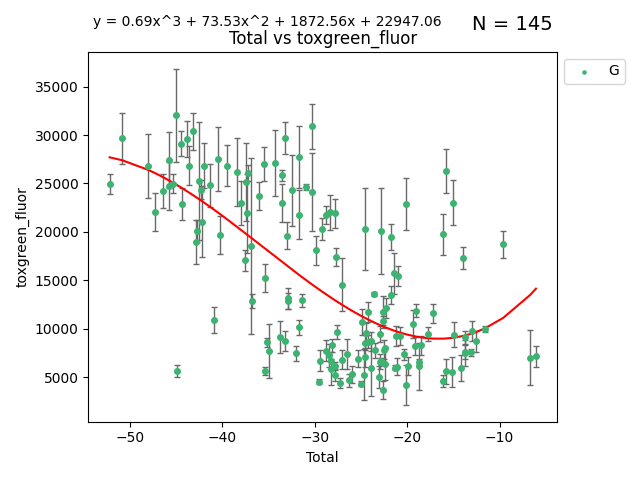 y = 0.69x^3 + 73.53x^2 + 1872.56x + 22947.06
N = 145
Total vs toxgreen_fluor
G
35000
30000
25000
20000
15000
10000
5000
toxgreen_fluor
−50
−40
−30
−20
−10
Total